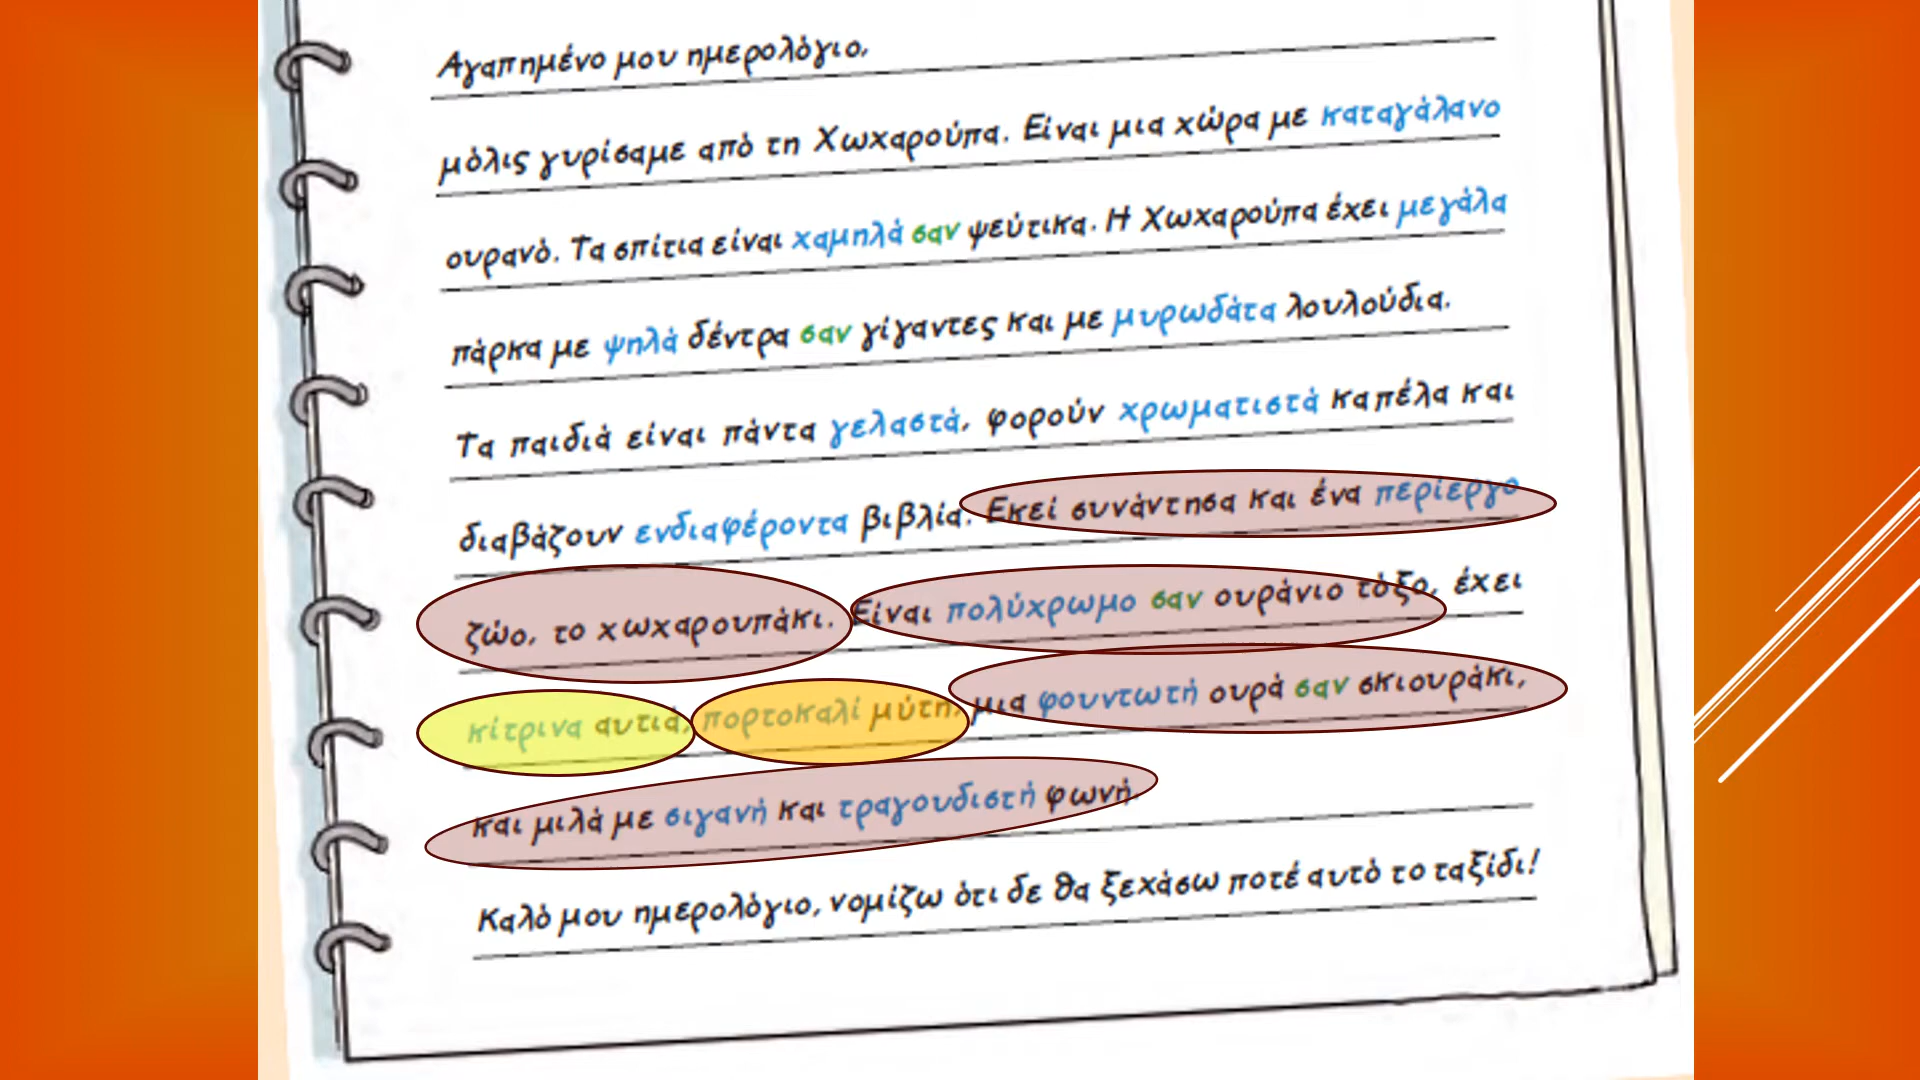 Αγαπημένο μου ημερολόγιο,
μόλις γυρίσαμε από τη Χωχαρούπα. Είναι μια χώρα με καταγάλανο
ουρανό. Τα σπίτια είναι χαμηλά σαν ψεύτικα. Η Χωχαρούπα έχει μεγάλα
πάρκα με ψηλά δέντρα σαν γίγαντες και με μυρωδάτα λουλούδια.
Τα παιδιά είναι πάντα γελαστά, φορούν χρωματιστά καπέλα και
διαβάζουν ενδιαφέροντα βιβλία. Εκεί συνάντησα και ένα περίεργο
ζώο, το χωχαρουπάκι. Είναι πολύχρωμο σαν ουράνιο τόξο, έχει
κίτρινα αυτιά, πορτοκαλί μύτη, μια φουντωτή ουρά σαν σκιουράκι,
και μιλά με σιγανή και τραγουδιστή φωνή.
Καλό μου ημερολόγιο, νομίζω ότι δε θα ξεχάσω ποτέ αυτό το ταξίδι!